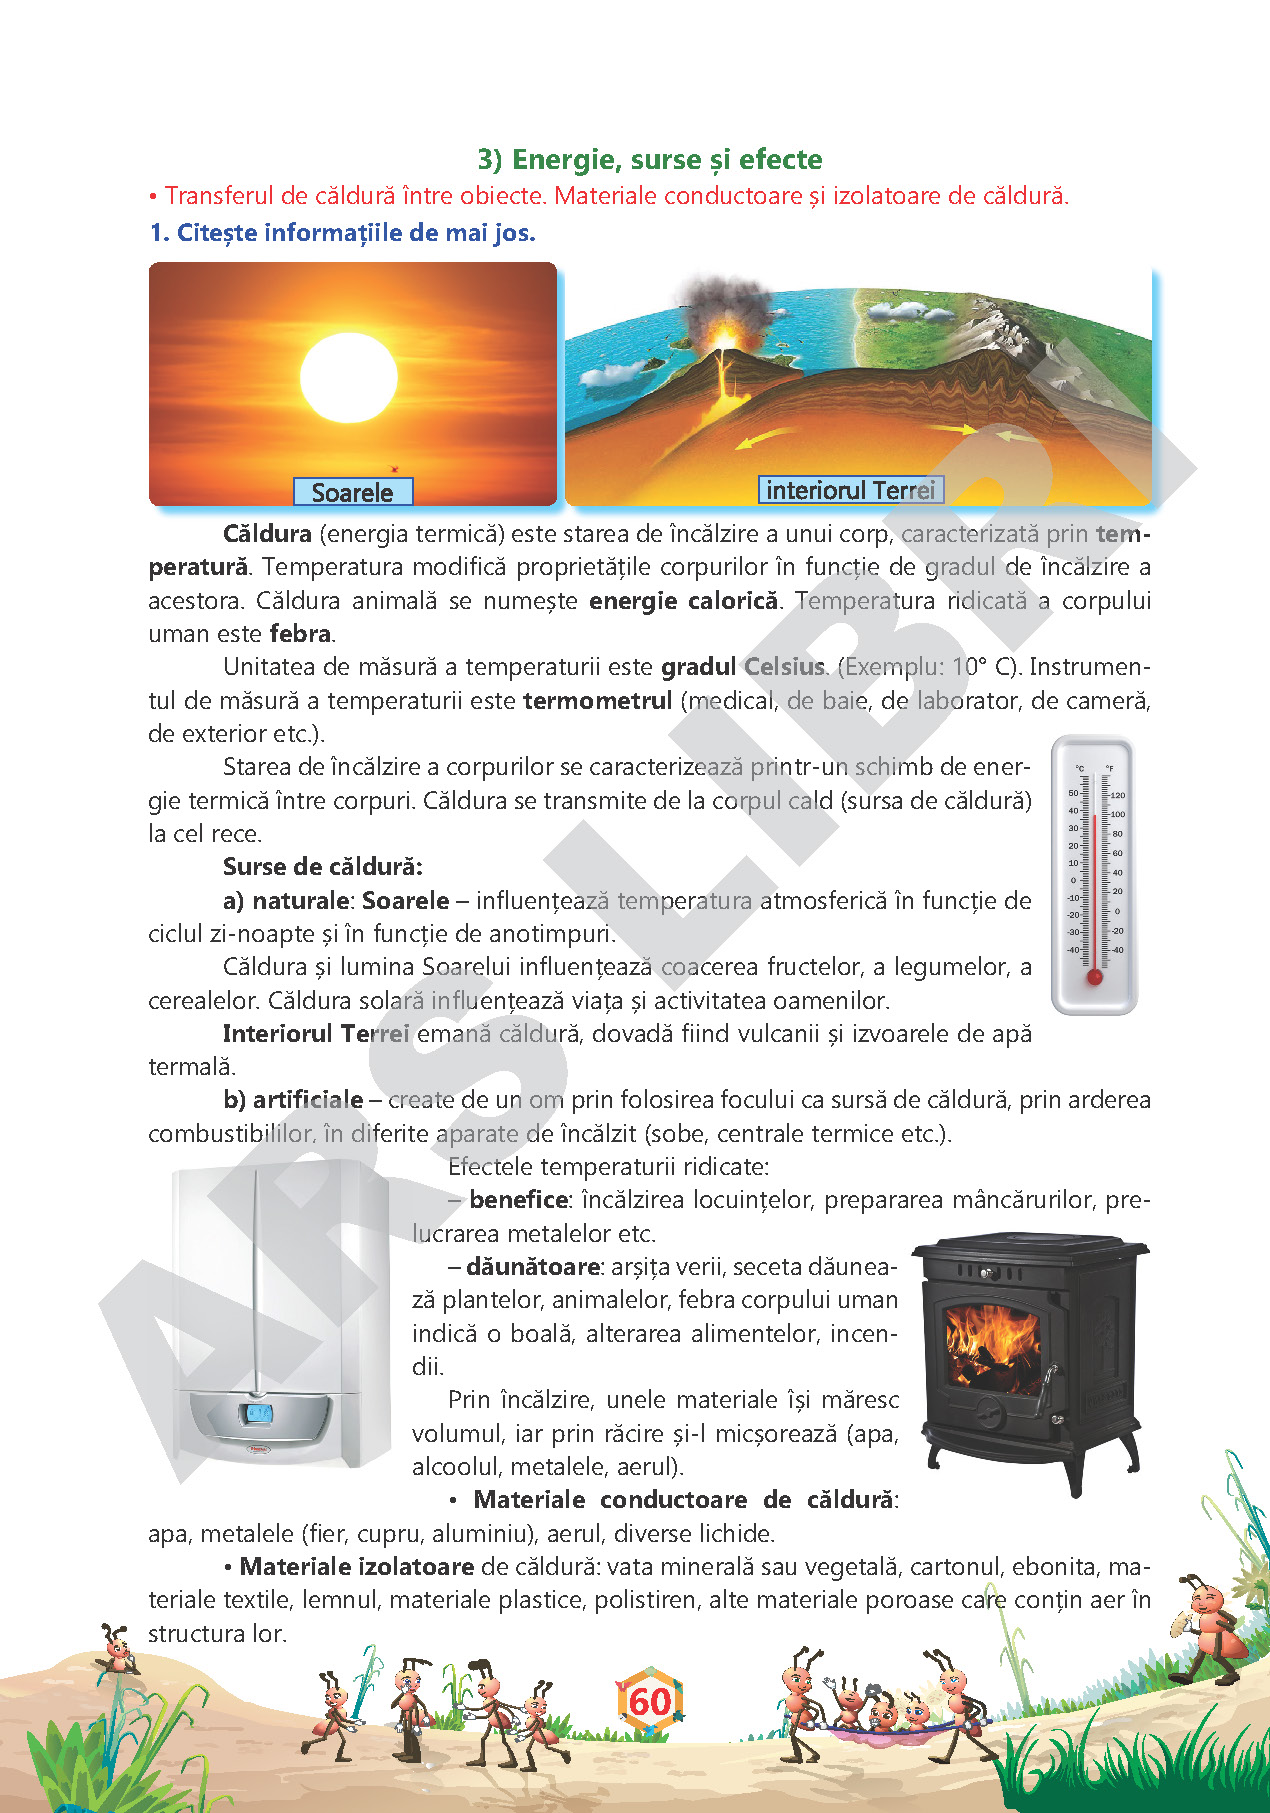 3) Energie, surse și efecte
• Transferul de căldură între obiecte. Materiale conductoare și izolatoare de căldură.
1. Citește informațiile de mai jos.
Soarele
interiorul Terrei
Căldura (energia termică) este starea de încălzire a unui corp, caracterizată prin tem-
peratură. Temperatura modifică proprietățile corpurilor în funcție de gradul de încălzire a
acestora. Căldura animală se numește energie calorică. Temperatura ridicată a corpului
uman este febra.
Unitatea de măsură a temperaturii este gradul Celsius. (Exemplu: 10° C). Instrumen-
tul de măsură a temperaturii este termometrul (medical, de baie, de laborator, de cameră,
de exterior etc.).
Starea de încălzire a corpurilor se caracterizează printr-un schimb de ener-
gie termică între corpuri. Căldura se transmite de la corpul cald (sursa de căldură)
la cel rece.
Surse de căldură:
a) naturale: Soarele – influențează temperatura atmosferică în funcție de
ciclul zi-noapte și în funcție de anotimpuri.
Căldura și lumina Soarelui influențează coacerea fructelor, a legumelor, a
cerealelor. Căldura solară influențează viața și activitatea oamenilor.
Interiorul Terrei emană căldură, dovadă fiind vulcanii și izvoarele de apă
termală.
°C °F
50 120
40 100
30 80
20 60
10 40
0 20
-10 0
-20 -20
-30 -40
-40
b) artificiale – create de un om prin folosirea focului ca sursă de căldură, prin arderea
combustibililor, în diferite aparate de încălzit (sobe, centrale termice etc.).
Efectele temperaturii ridicate:
– benefice: încălzirea locuințelor, prepararea mâncărurilor, pre-
lucrarea metalelor etc.
– dăunătoare: arșița verii, seceta dăunea-
ză plantelor, animalelor, febra corpului uman
indică o boală, alterarea alimentelor, incen-
dii.
Prin încălzire, unele materiale își măresc
volumul, iar prin răcire și-l micșorează (apa,
alcoolul, metalele, aerul).
• Materiale conductoare de căldură:
apa, metalele (fier, cupru, aluminiu), aerul, diverse lichide.
• Materiale izolatoare de căldură: vata minerală sau vegetală, cartonul, ebonita, ma-
teriale textile, lemnul, materiale plastice, polistiren, alte materiale poroase care conțin aer în
structura lor.
60
ARS LIBRI